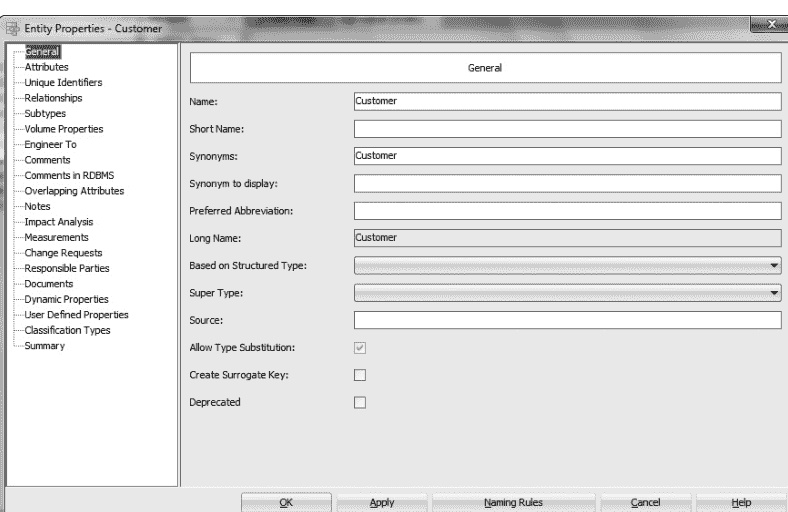 Entity Properties - Customer
General
Attributes
Unique Identifiers
Relationships
Subtypes
Volume Properties
Engineer To
Comments
Comments in RDBMS
Overlapping Attributes
Notes
Impact Analysis
Measurements
Change Requests
Responsible Parties
Documents
Dynamic Properties
User Defined Properties
Classification Types
Summary
General
Name: Customer
Short Name:
Synonyms: Customer
Synonym to display:
Preferred Abbreviation:
Long Name: Customer
Based on Structured Type:
Super Type:
Source:
Allow Type Substitution:
Create Surrogate Key:
Deprecated
OK Apply Naming Rules Cancel Help